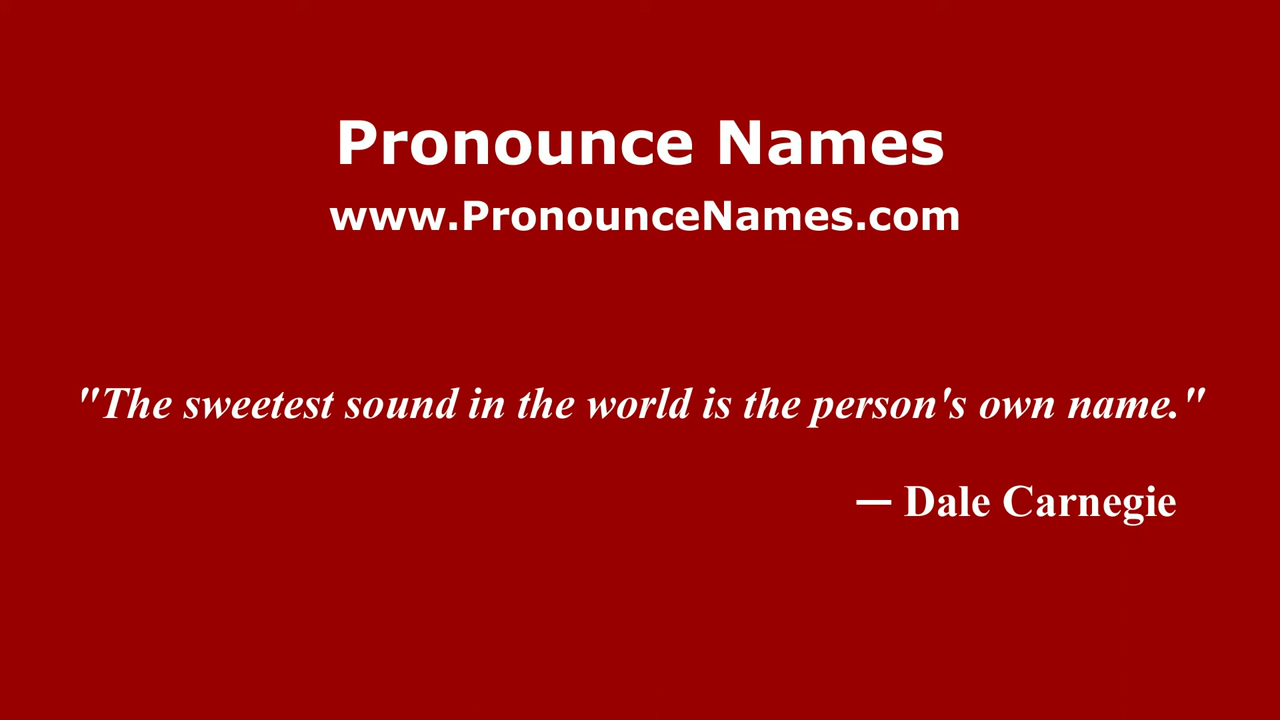 Pronounce Names
www.PronounceNames.com
"The sweetest sound in the world is the person's own name."
— Dale Carnegie